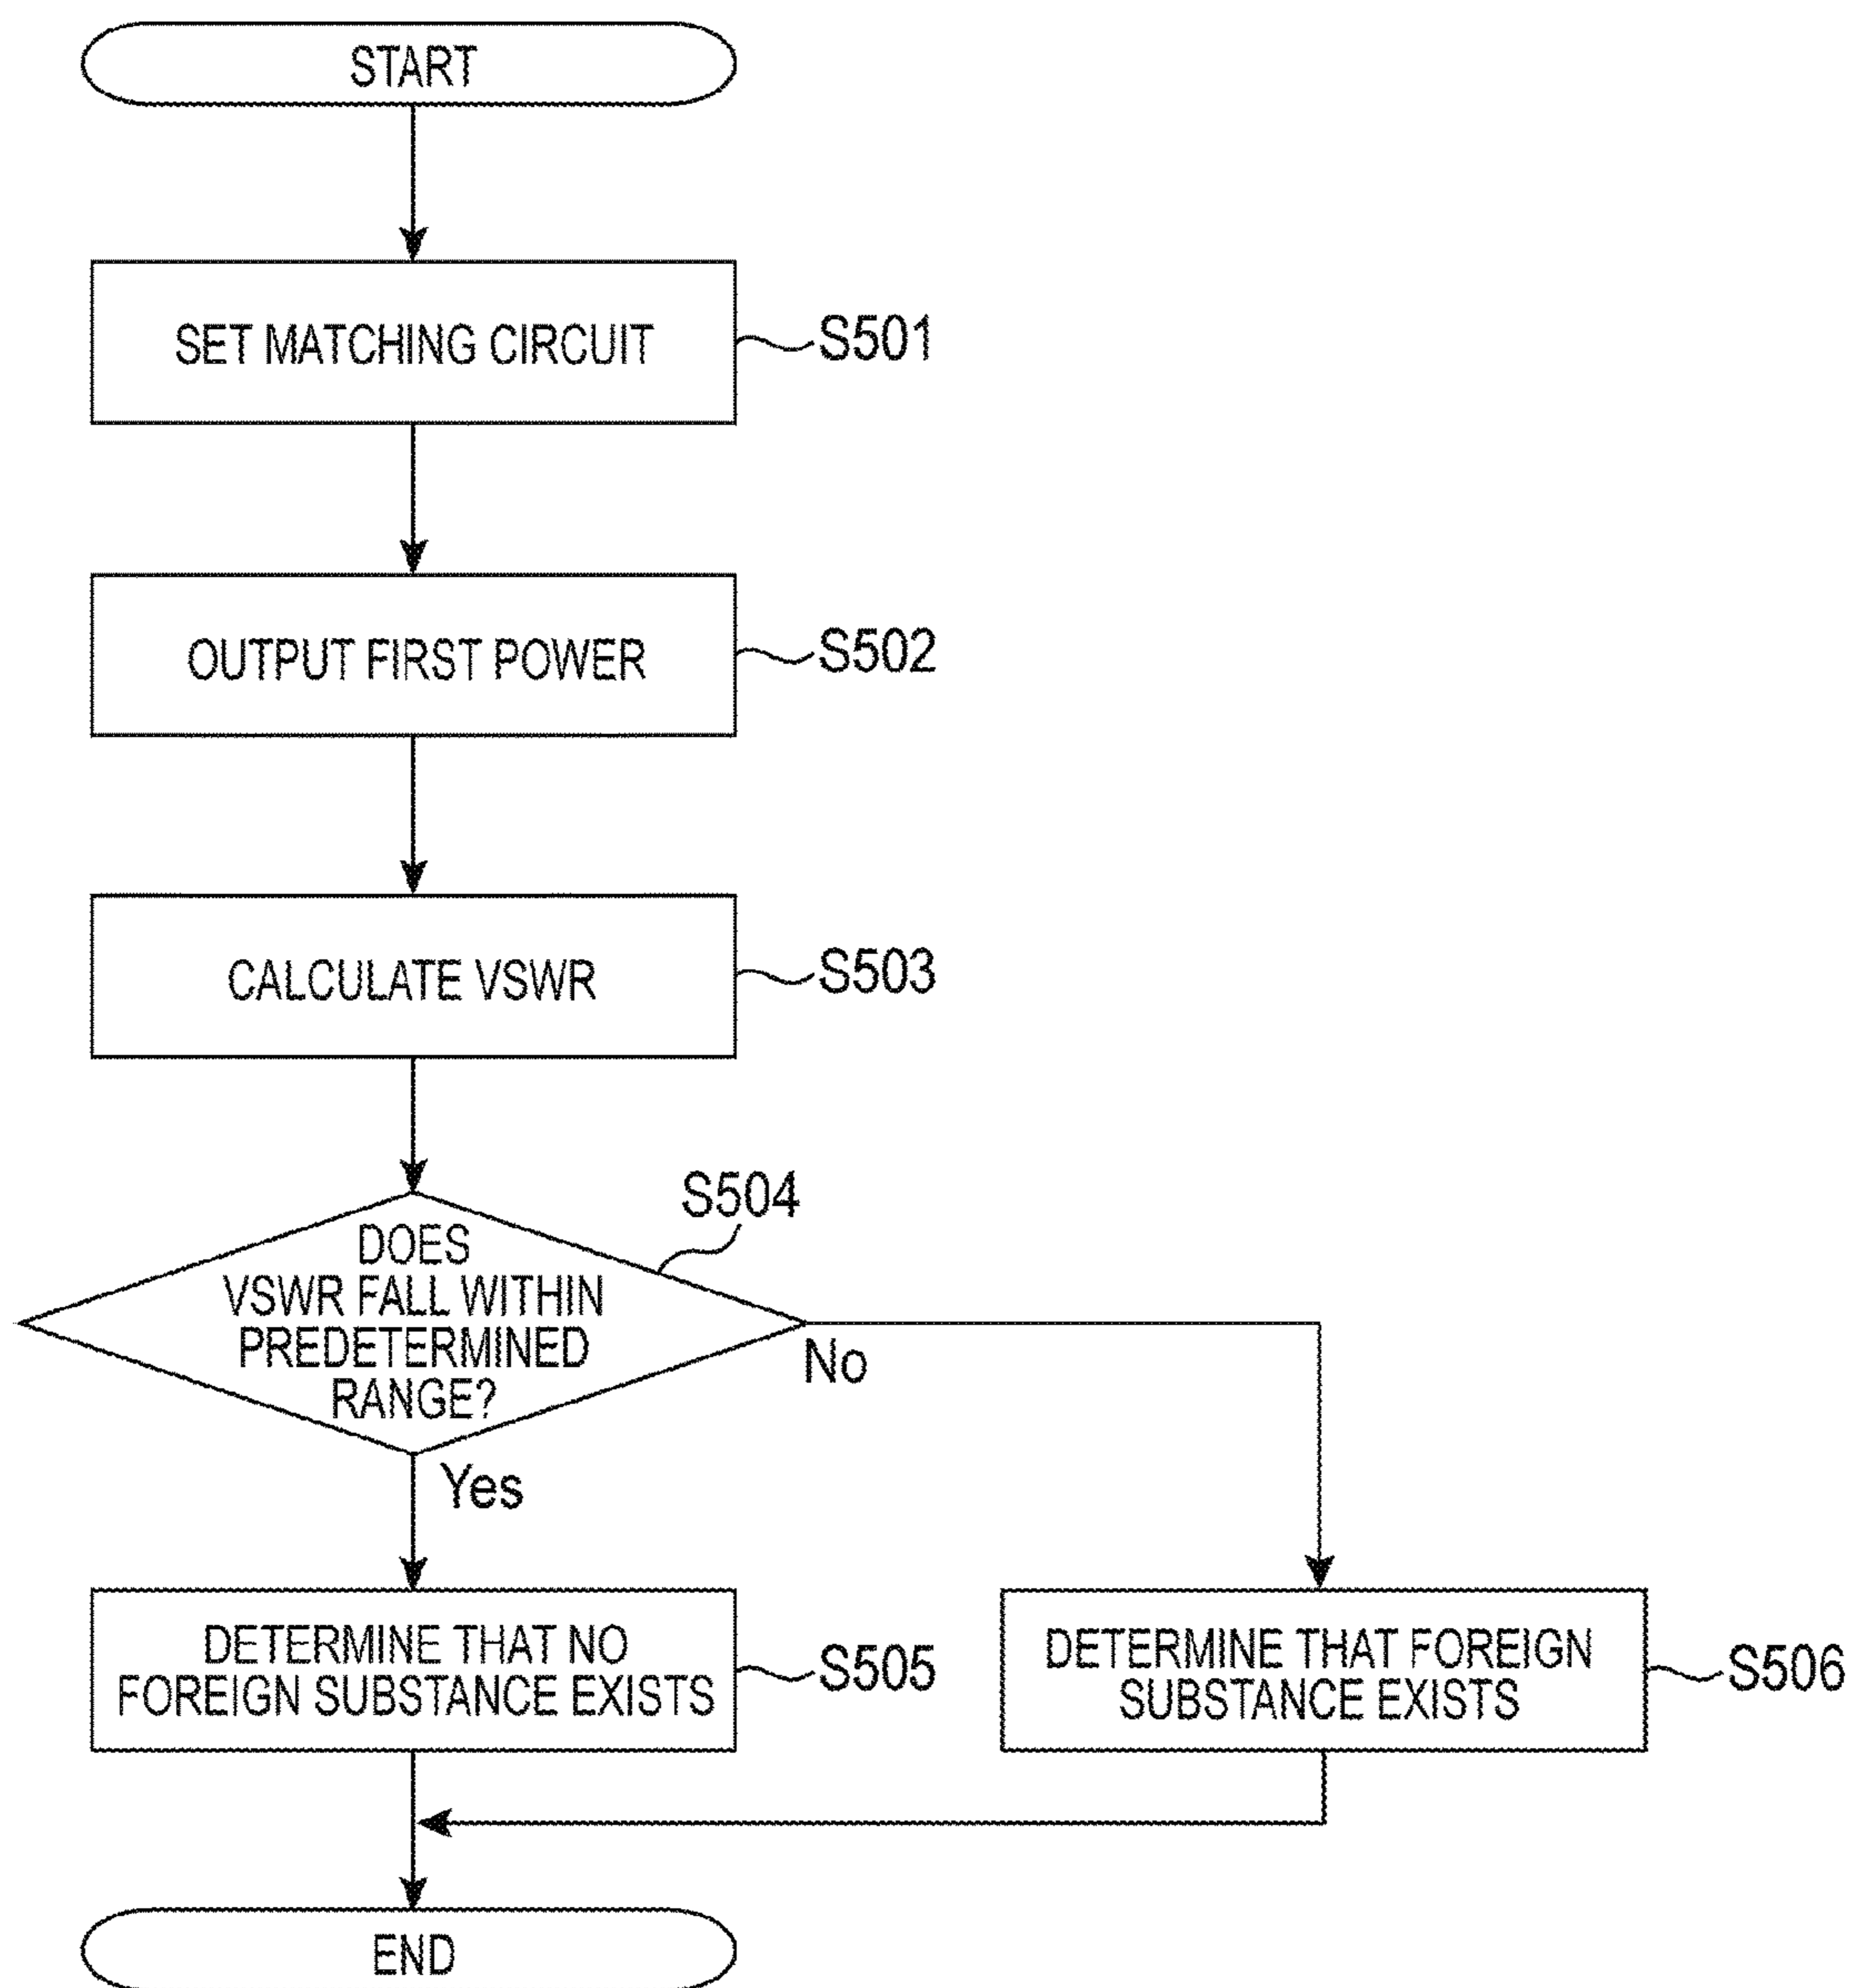 START
SET MATCHING CIRCUIT
S501
OUTPUT FIRST POWER
S502
CALCULATE VSWR
S503
S504
DOES
VSWR FALL WITHIN
PREDETERMINED
RANGE?
No
Yes
DETERMINE THAT NO
FOREIGN SUBSTANCE EXISTS
S505
DETERMINE THAT FOREIGN
SUBSTANCE EXISTS
S506
END